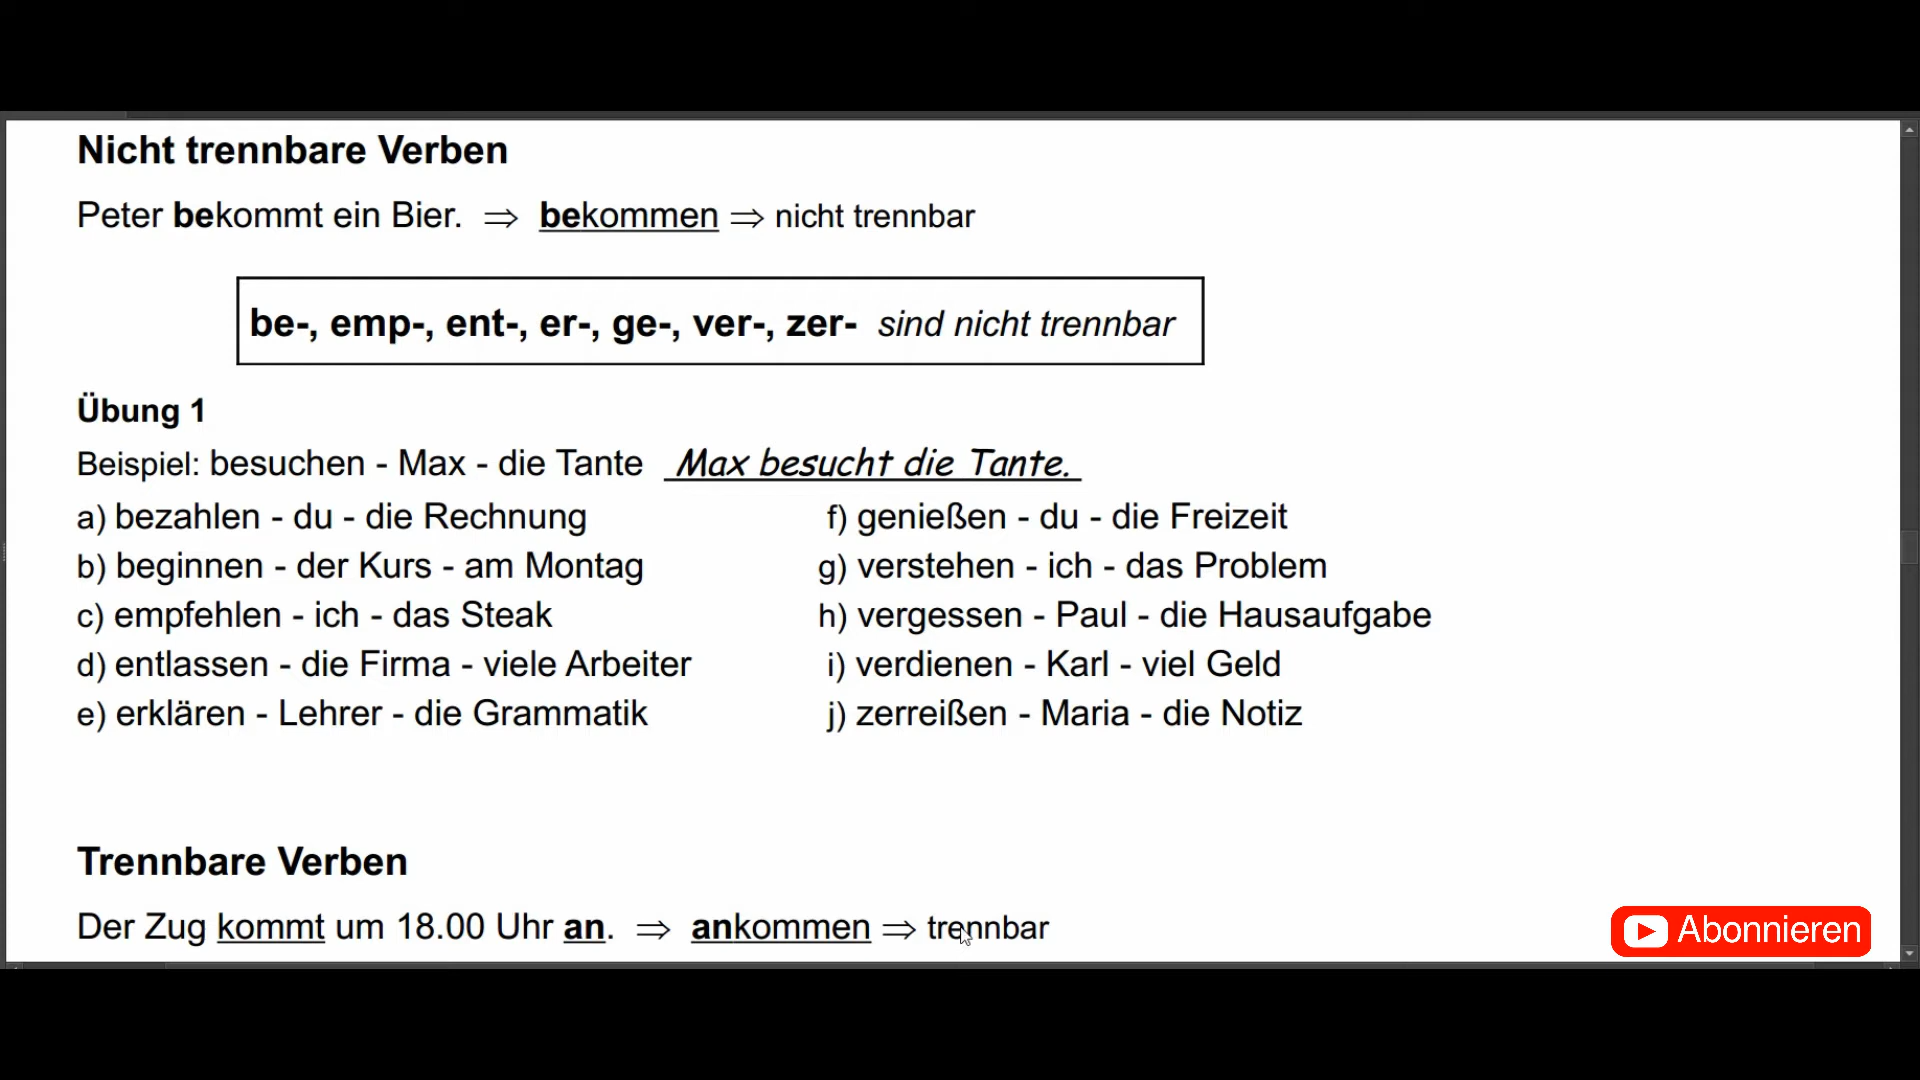 Nicht trennbare Verben
Peter bekommt ein Bier. ⇒ bekommen ⇒ nicht trennbar
be-, emp-, ent-, er-, ge-, ver-, zer- sind nicht trennbar
Übung 1
Beispiel: besuchen - Max - die Tante Max besucht die Tante.
a) bezahlen - du - die Rechnung
b) beginnen - der Kurs - am Montag
c) empfehlen - ich - das Steak
d) entlassen - die Firma - viele Arbeiter
e) erklären - Lehrer - die Grammatik
f) genießen - du - die Freizeit
g) verstehen - ich - das Problem
h) vergessen - Paul - die Hausaufgabe
i) verdienen - Karl - viel Geld
j) zerreißen - Maria - die Notiz
Trennbare Verben
Der Zug kommt um 18.00 Uhr an. ⇒ ankommen ⇒ trennbar
Abonnieren